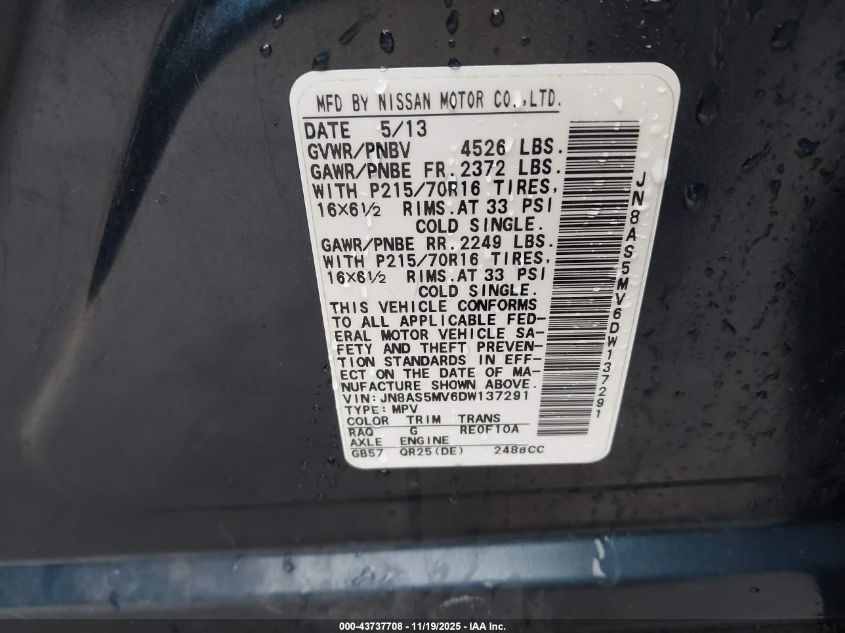 MFD BY NISSAN MOTOR CO.,LTD.
DATE 5/13
GVWR/PNBV 4526 LBS.
GAWR/PNBE FR. 2372 LBS.
WITH P215/70R16 TIRES,
16X6½ RIMS. AT 33 PSI
COLD SINGLE.
GAWR/PNBE RR. 2249 LBS.
WITH P215/70R16 TIRES,
16X6½ RIMS. AT 33 PSI
COLD SINGLE.
THIS VEHICLE CONFORMS
TO ALL APPLICABLE FED-
ERAL MOTOR VEHICLE SA-
FETY AND THEFT PREVEN-
TION STANDARDS IN EFF-
ECT ON THE DATE OF MA-
NUFACTURE SHOWN ABOVE.
VIN: JN8AS5MV6DW137291
TYPE: MPV
COLOR TRIM TRANS
RAQ G RE0F10A
AXLE ENGINE
GB57 QR25(DE) 2488CC
JN8AS5MV6DW137291
000-43737708 - 11/19/2025 - IAA Inc.